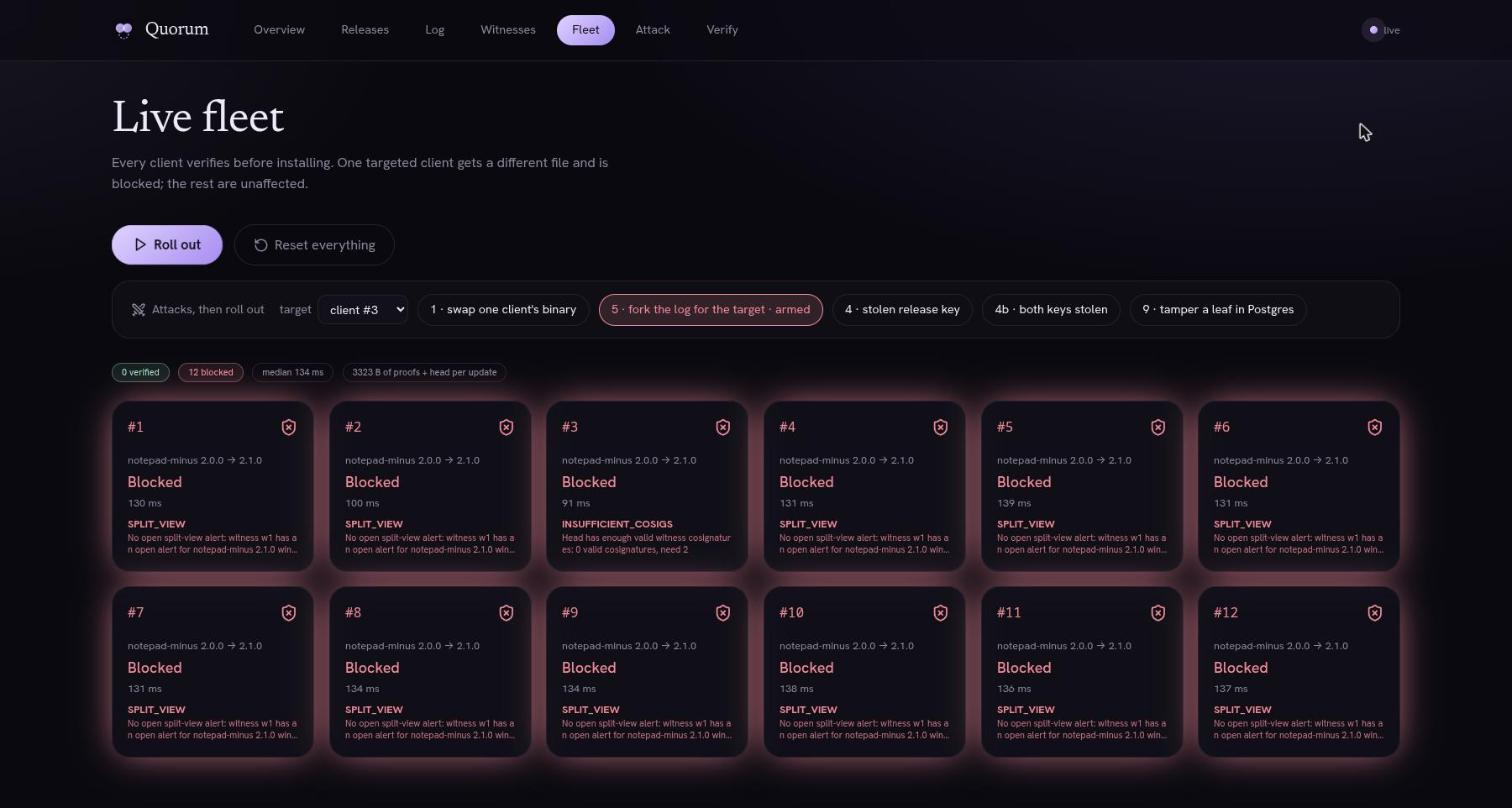 Quorum
Overview
Releases
Log
Witnesses
Fleet
Attack
Verify
live
Live fleet
Every client verifies before installing. One targeted client gets a different file and is
blocked; the rest are unaffected.
Roll out
Reset everything
Attacks, then roll out
target
client #3
1 · swap one client's binary
5 · fork the log for the target · armed
4 · stolen release key
4b · both keys stolen
9 · tamper a leaf in Postgres
0 verified
12 blocked
median 134 ms
3323 B of proofs + head per update
#1
notepad-minus 2.0.0 → 2.1.0
Blocked
130 ms
SPLIT_VIEW
No open split-view alert: witness w1 has a
n open alert for notepad-minus 2.1.0 win...
#2
notepad-minus 2.0.0 → 2.1.0
Blocked
100 ms
SPLIT_VIEW
No open split-view alert: witness w1 has a
n open alert for notepad-minus 2.1.0 win...
#3
notepad-minus 2.0.0 → 2.1.0
Blocked
91 ms
INSUFFICIENT_COSIGS
Head has enough valid witness cosignatur
es: 0 valid cosignatures, need 2
#4
notepad-minus 2.0.0 → 2.1.0
Blocked
131 ms
SPLIT_VIEW
No open split-view alert: witness w1 has a
n open alert for notepad-minus 2.1.0 win...
#5
notepad-minus 2.0.0 → 2.1.0
Blocked
139 ms
SPLIT_VIEW
No open split-view alert: witness w1 has a
n open alert for notepad-minus 2.1.0 win...
#6
notepad-minus 2.0.0 → 2.1.0
Blocked
131 ms
SPLIT_VIEW
No open split-view alert: witness w1 has a
n open alert for notepad-minus 2.1.0 win...
#7
notepad-minus 2.0.0 → 2.1.0
Blocked
131 ms
SPLIT_VIEW
No open split-view alert: witness w1 has a
n open alert for notepad-minus 2.1.0 win...
#8
notepad-minus 2.0.0 → 2.1.0
Blocked
134 ms
SPLIT_VIEW
No open split-view alert: witness w1 has a
n open alert for notepad-minus 2.1.0 win...
#9
notepad-minus 2.0.0 → 2.1.0
Blocked
134 ms
SPLIT_VIEW
No open split-view alert: witness w1 has a
n open alert for notepad-minus 2.1.0 win...
#10
notepad-minus 2.0.0 → 2.1.0
Blocked
138 ms
SPLIT_VIEW
No open split-view alert: witness w1 has a
n open alert for notepad-minus 2.1.0 win...
#11
notepad-minus 2.0.0 → 2.1.0
Blocked
136 ms
SPLIT_VIEW
No open split-view alert: witness w1 has a
n open alert for notepad-minus 2.1.0 win...
#12
notepad-minus 2.0.0 → 2.1.0
Blocked
137 ms
SPLIT_VIEW
No open split-view alert: witness w1 has a
n open alert for notepad-minus 2.1.0 win...